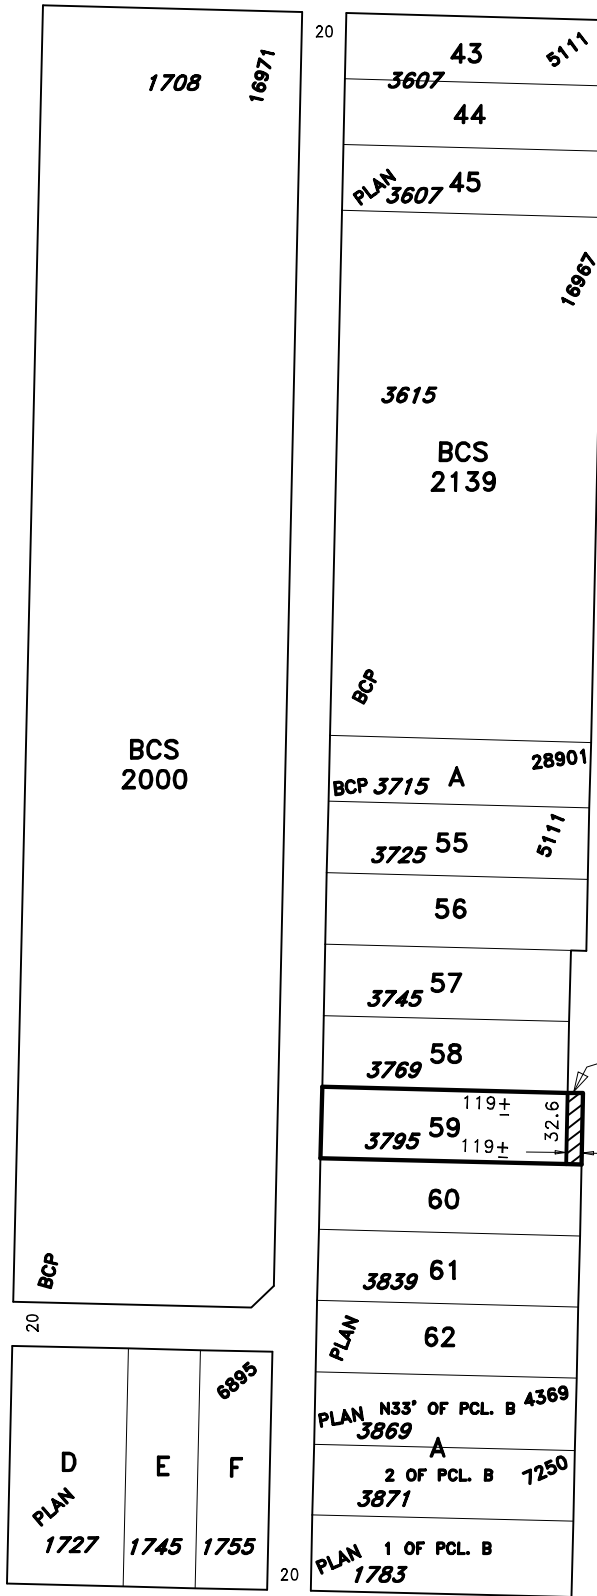 1708
16971
BCS
2000
BCP
20
20
43
5111
3607
44
PLAN 3607 45
16967
3615
BCS
2139
BCP
28901
BCP 3715 A
3725 55
5111
56
3745 57
3769 58
119±
3795 59
32.6
119±
60
3839 61
PLAN
62
PLAN N33' OF PCL. B 4369
3869
A
2 OF PCL. B 7250
3871
PLAN 1 OF PCL. B
1783
6895
D E F
PLAN
1727 1745 1755
20